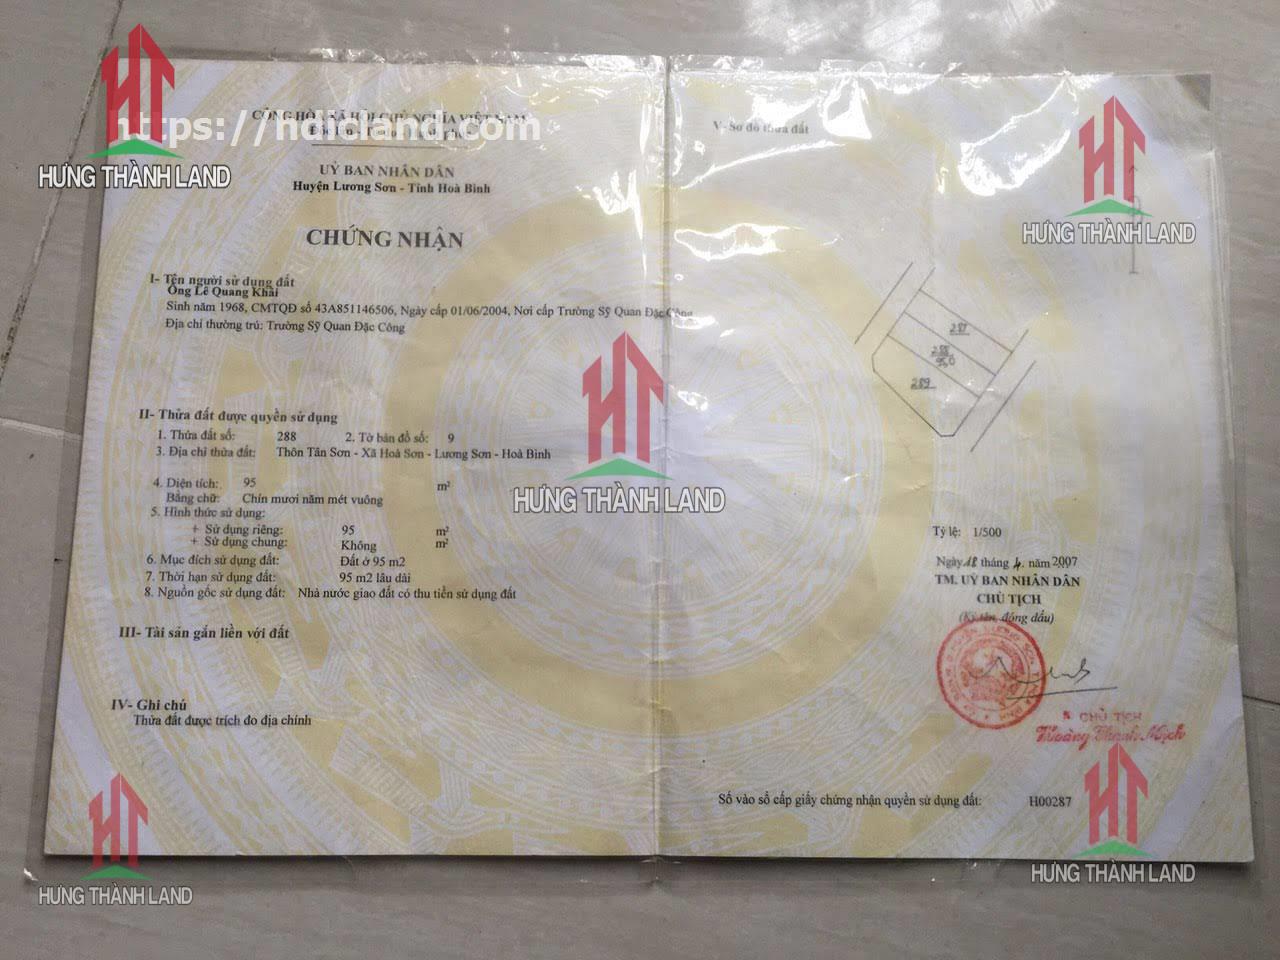 HƯNG THÀNH LAND
CỘNG HÒA XÃ HỘI CHỦ NGHĨA VIỆT NAM
UỶ BAN NHÂN DÂN
Huyện Lương Sơn - Tỉnh Hoà Bình
CHỨNG NHẬN
I- Tên người sử dụng đất
Ông Lê Quang Khải
Sinh năm 1968, CMTQĐ số 43A851146506, Ngày cấp 01/06/2004, Nơi cấp Trường Sỹ Quan Đặc Công
Địa chỉ thường trú: Trường Sỹ Quan Đặc Công
II- Thửa đất được quyền sử dụng
1. Thửa đất số: 288 2. Tờ bản đồ số: 9
3. Địa chỉ thửa đất: Thôn Tân Sơn - Xã Hoà Sơn - Lương Sơn - Hoà Bình
4. Diện tích: 95 m²
Bằng chữ: Chín mươi năm mét vuông
5. Hình thức sử dụng:
+ Sử dụng riêng: 95 m²
+ Sử dụng chung: Không m²
6. Mục đích sử dụng đất: Đất ở 95 m2
7. Thời hạn sử dụng đất: 95 m2 lâu dài
8. Nguồn gốc sử dụng đất: Nhà nước giao đất có thu tiền sử dụng đất
III- Tài sản gắn liền với đất
IV- Ghi chú
Thửa đất được trích đo địa chính
HƯNG THÀNH LAND
HƯNG THÀNH LAND
V- Sơ đồ thửa đất
HƯNG THÀNH LAND
287
288
95,0
289
Tỷ lệ: 1/500
Ngày 18 tháng 4. năm 2007
TM. UỶ BAN NHÂN DÂN
CHỦ TỊCH
(Ký tên, đóng dấu)
CHỦ TỊCH
Hoàng Thanh Mịch
Số vào sổ cấp giấy chứng nhận quyền sử dụng đất: H00287
HƯNG THÀNH LAND